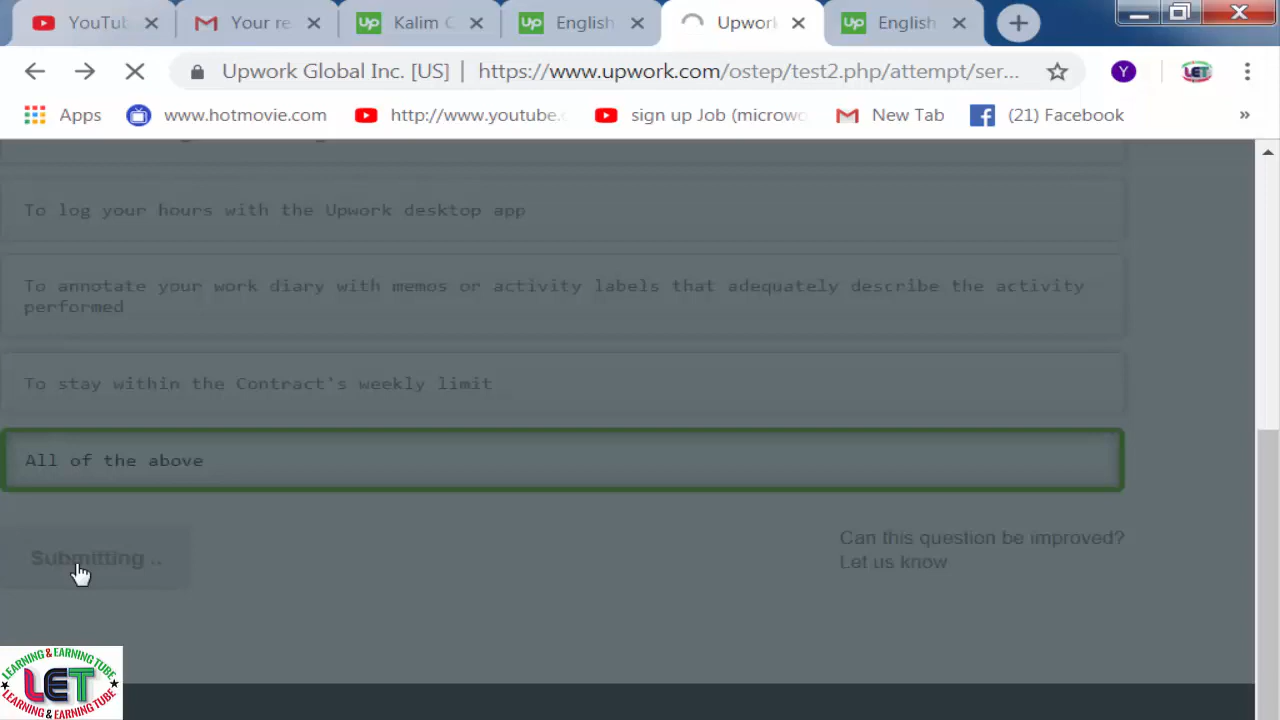 YouTub
Your re
Kalim C
English
Upwork
English
Upwork Global Inc. [US]
https://www.upwork.com/ostep/test2.php/attempt/ser...
Y
LET
Apps
www.hotmovie.com
http://www.youtube.c
sign up Job (microwo
New Tab
(21) Facebook
»
To log your hours with the Upwork desktop app
To annotate your work diary with memos or activity labels that adequately describe the activity
performed
To stay within the Contract's weekly limit
All of the above
Submitting ..
Can this question be improved?
Let us know
LEARNING & EARNING TUBE
LET
LEARNING & EARNING TUBE